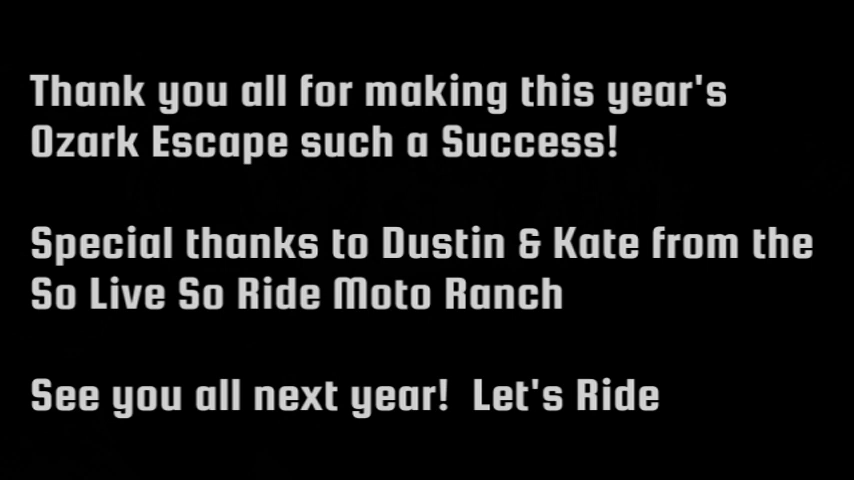 Thank you all for making this year's
Ozark Escape such a Success!
Special thanks to Dustin & Kate from the
So Live So Ride Moto Ranch
See you all next year!  Let's Ride